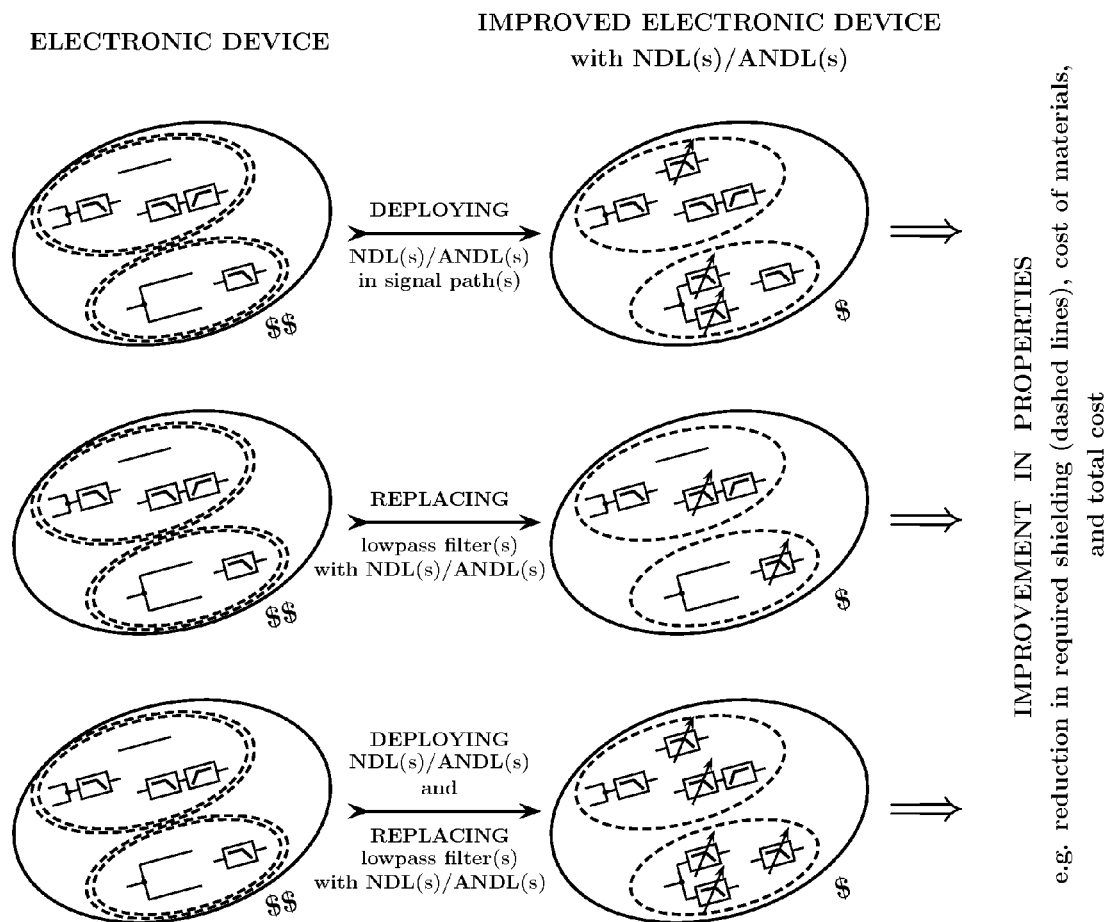 ELECTRONIC DEVICE
IMPROVED ELECTRONIC DEVICE
with NDL(s)/ANDL(s)
DEPLOYING
NDL(s)/ANDL(s)
in signal path(s)
$$
$
REPLACING
lowpass filter(s)
with NDL(s)/ANDL(s)
$$
$
DEPLOYING
NDL(s)/ANDL(s)
and
REPLACING
lowpass filter(s)
with NDL(s)/ANDL(s)
$$
$
IMPROVEMENT IN PROPERTIES
e.g. reduction in required shielding (dashed lines), cost of materials,
and total cost